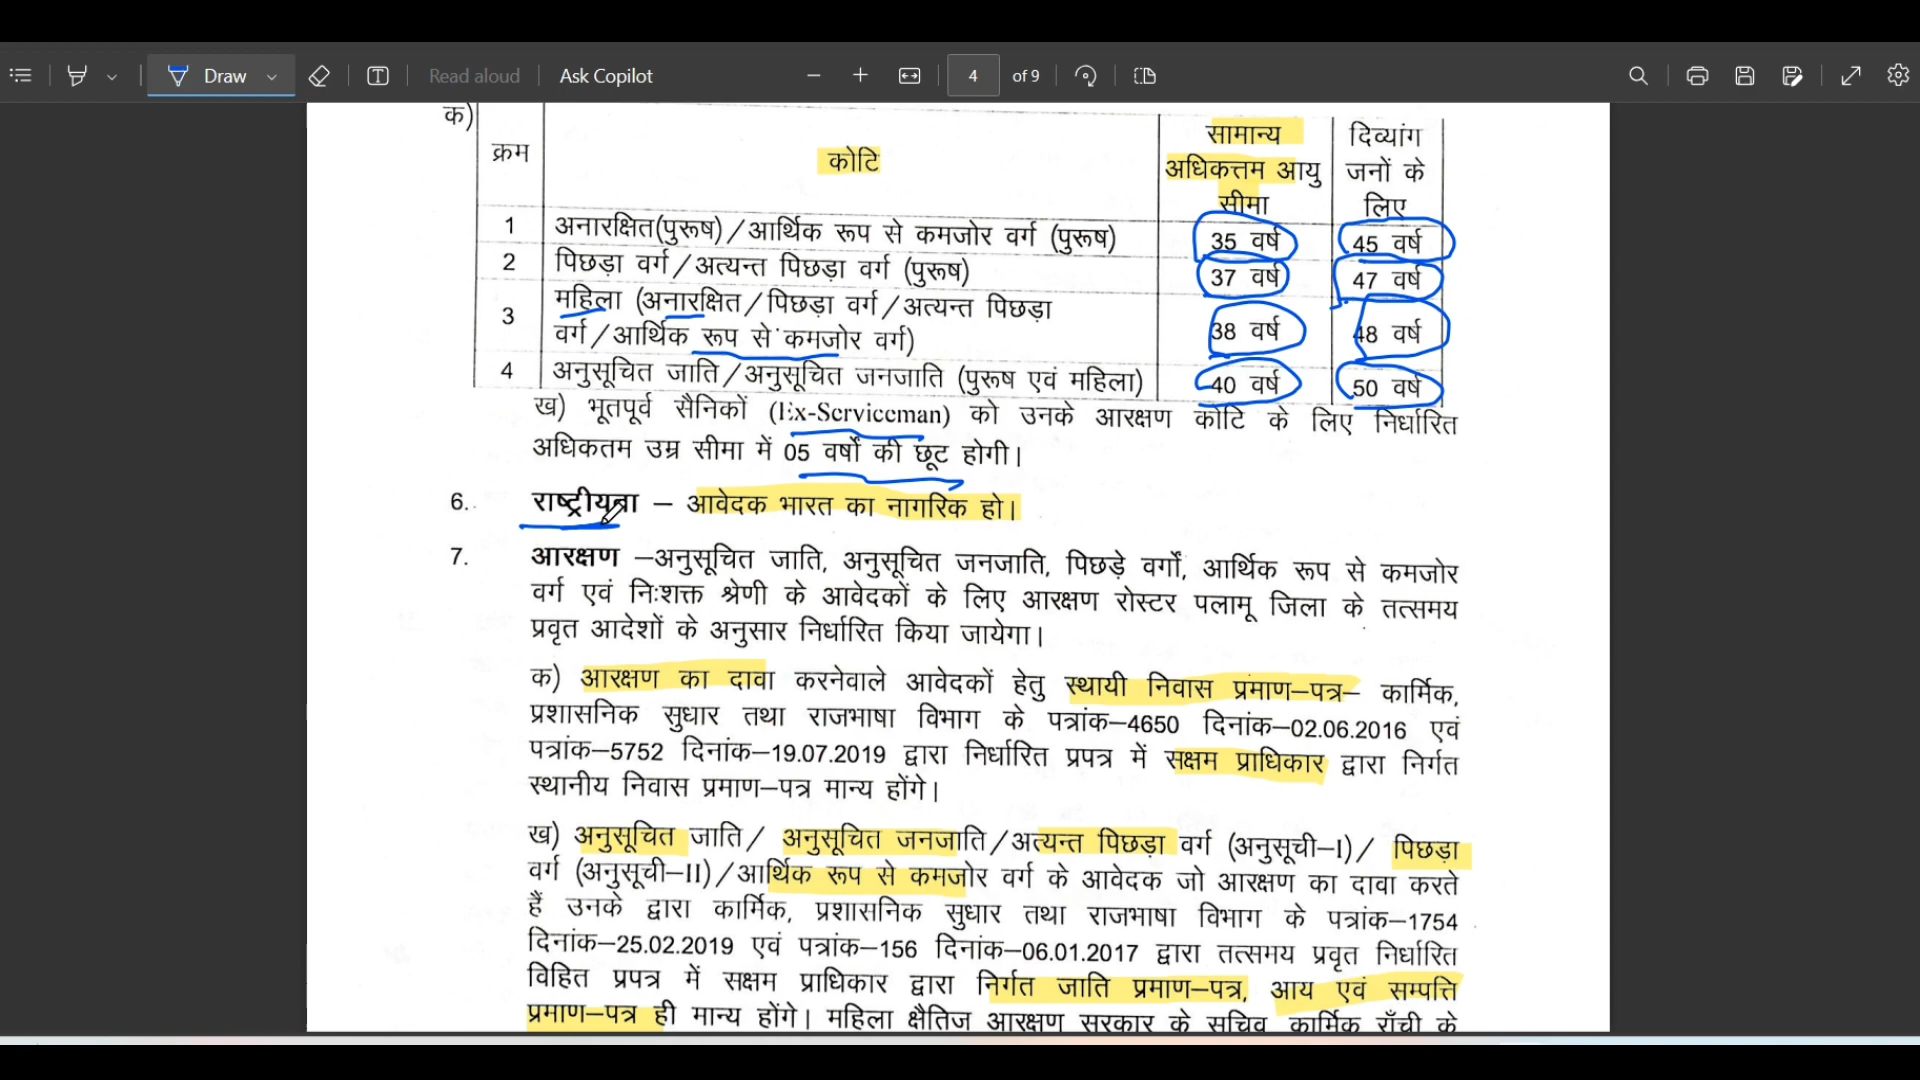 Draw
Read aloud
Ask Copilot
4 of 9
क)
क्रम कोटि सामान्य अधिकत्तम आयु सीमा दिव्यांग जनों के लिए
1 अनारक्षित(पुरूष)/आर्थिक रूप से कमजोर वर्ग (पुरूष) 35 वर्ष 45 वर्ष
2 पिछड़ा वर्ग/अत्यन्त पिछड़ा वर्ग (पुरूष) 37 वर्ष 47 वर्ष
3 महिला (अनारक्षित/पिछड़ा वर्ग/अत्यन्त पिछड़ा
वर्ग/आर्थिक रूप से कमजोर वर्ग) 38 वर्ष 48 वर्ष
4 अनुसूचित जाति/अनुसूचित जनजाति (पुरूष एवं महिला) 40 वर्ष 50 वर्ष
ख) भूतपूर्व सैनिकों (Ex-Serviceman) को उनके आरक्षण कोटि के लिए निर्धारित
अधिकतम उम्र सीमा में 05 वर्षों की छूट होगी।
6. राष्ट्रीयता – आवेदक भारत का नागरिक हो।
7. आरक्षण –अनुसूचित जाति, अनुसूचित जनजाति, पिछड़े वर्गों, आर्थिक रूप से कमजोर
वर्ग एवं निःशक्त श्रेणी के आवेदकों के लिए आरक्षण रोस्टर पलामू जिला के तत्समय
प्रवृत आदेशों के अनुसार निर्धारित किया जायेगा।
क) आरक्षण का दावा करनेवाले आवेदकों हेतु स्थायी निवास प्रमाण–पत्र– कार्मिक,
प्रशासनिक सुधार तथा राजभाषा विभाग के पत्रांक–4650 दिनांक–02.06.2016 एवं
पत्रांक–5752 दिनांक–19.07.2019 द्वारा निर्धारित प्रपत्र में सक्षम प्राधिकार द्वारा निर्गत
स्थानीय निवास प्रमाण–पत्र मान्य होंगे।
ख) अनुसूचित जाति/ अनुसूचित जनजाति/अत्यन्त पिछड़ा वर्ग (अनुसूची–I)/ पिछड़ा
वर्ग (अनुसूची–II)/आर्थिक रूप से कमजोर वर्ग के आवेदक जो आरक्षण का दावा करते
हैं उनके द्वारा कार्मिक, प्रशासनिक सुधार तथा राजभाषा विभाग के पत्रांक–1754
दिनांक–25.02.2019 एवं पत्रांक–156 दिनांक–06.01.2017 द्वारा तत्समय प्रवृत निर्धारित
विहित प्रपत्र में सक्षम प्राधिकार द्वारा निर्गत जाति प्रमाण–पत्र, आय एवं सम्पत्ति
प्रमाण–पत्र ही मान्य होंगे। महिला क्षैतिज आरक्षण सरकार के सचिव कार्मिक राँची के